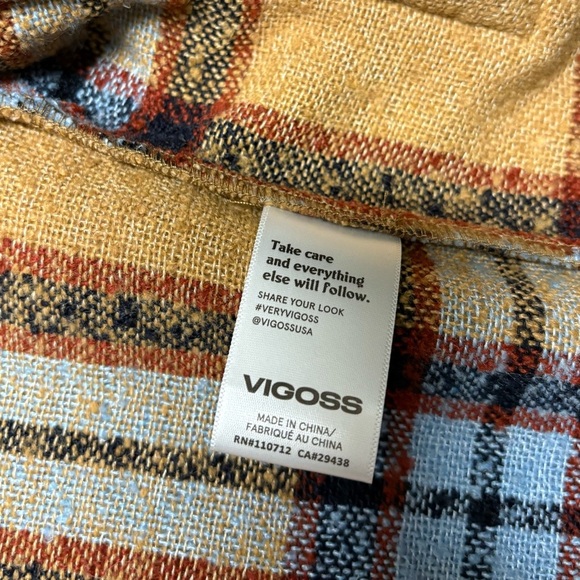 Take care
and everything
else will follow.
SHARE YOUR LOOK
#VERYVIGOSS
@VIGOSSUSA
VIGOSS
MADE IN CHINA/
FABRIQUÉ AU CHINA
RN#110712 CA#29438